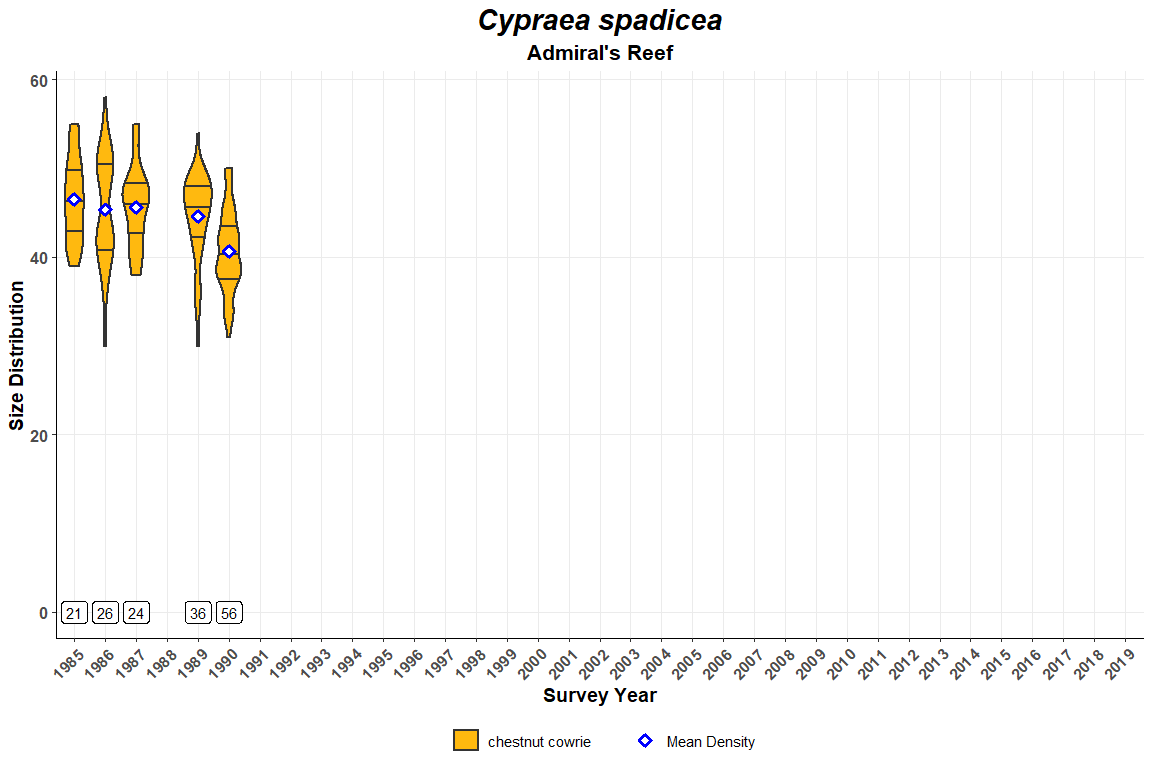 Cypraea spadicea
Admiral's Reef
Size Distribution
60
40
20
0
21 26 24 36 56
1985 1986 1987 1988 1989 1990 1991 1992 1993 1994 1995 1996 1997 1998 1999 2000 2001 2002 2003 2004 2005 2006 2007 2008 2009 2010 2011 2012 2013 2014 2015 2016 2017 2018 2019
Survey Year
chestnut cowrie Mean Density